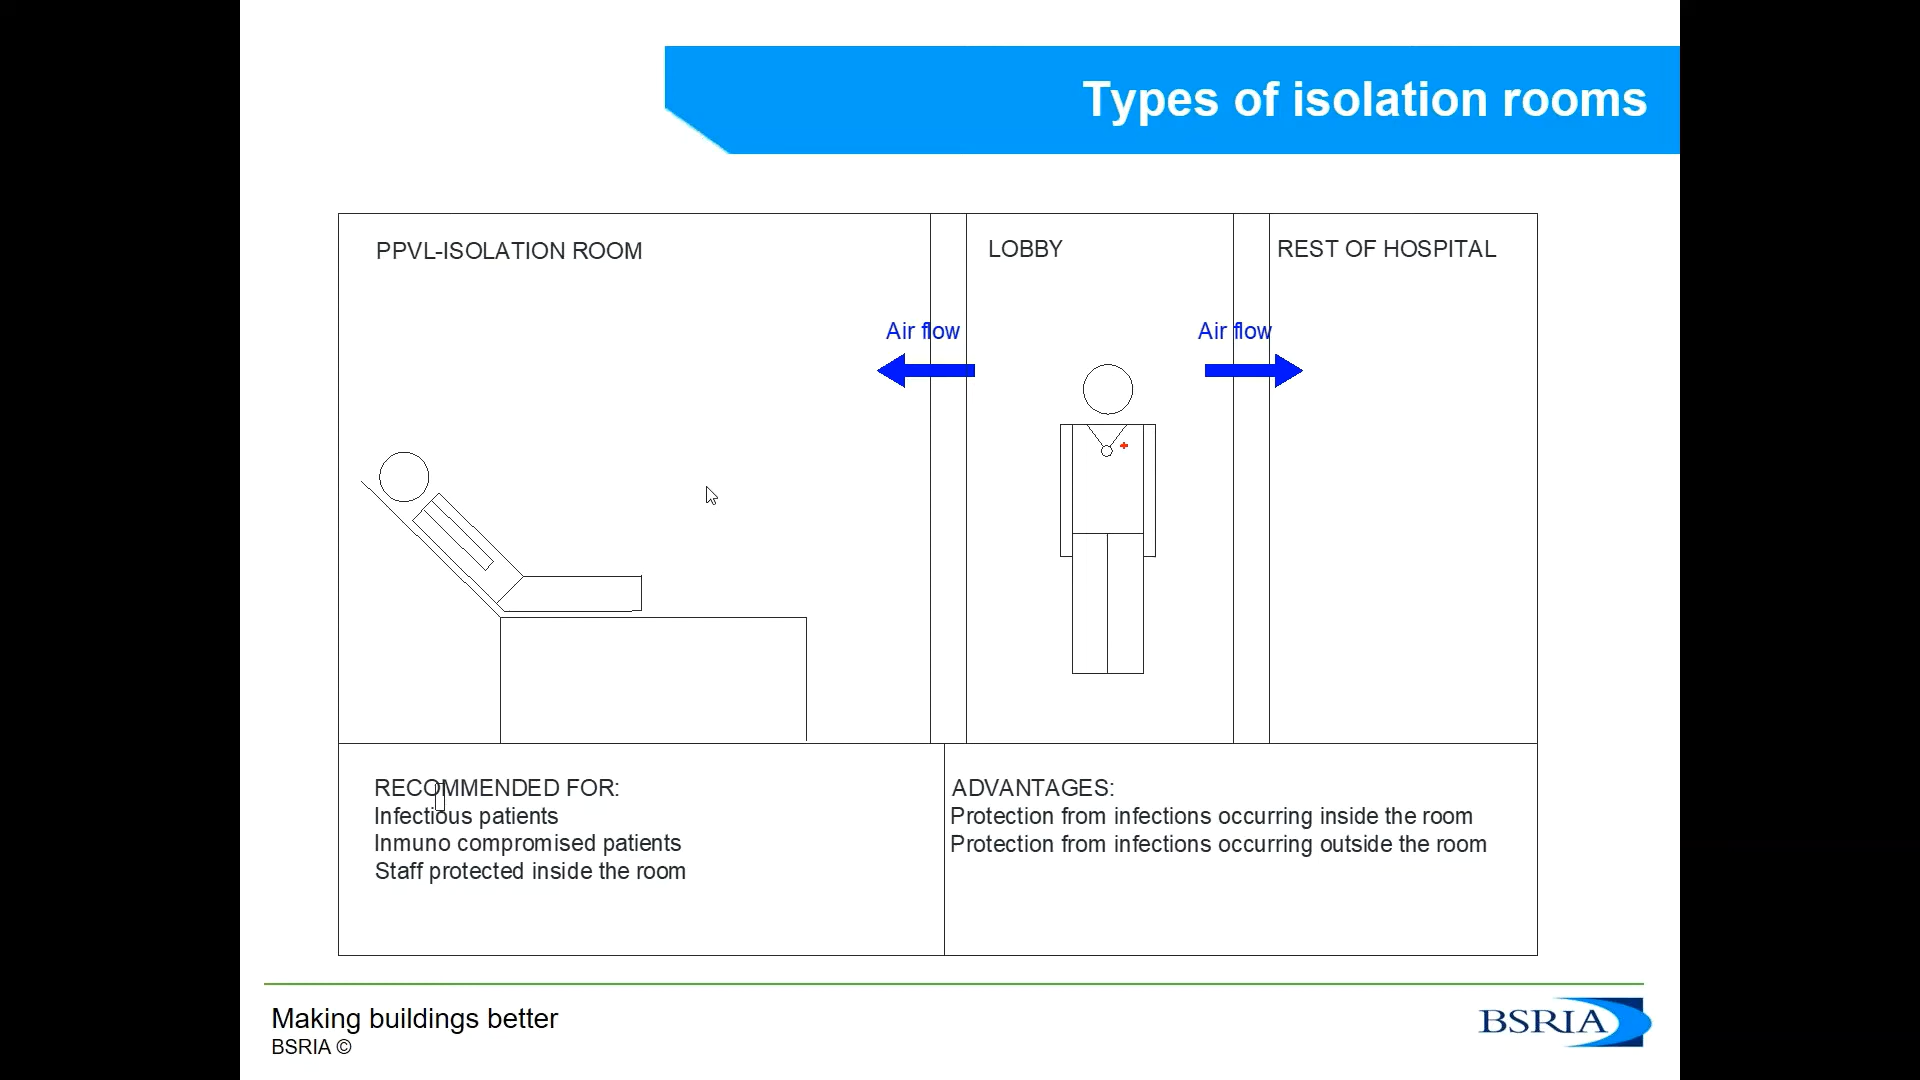 Types of isolation rooms
PPVL-ISOLATION ROOM
LOBBY
REST OF HOSPITAL
Air flow
Air flow
RECOMMENDED FOR:
Infectious patients
Inmuno compromised patients
Staff protected inside the room
ADVANTAGES:
Protection from infections occurring inside the room
Protection from infections occurring outside the room
Making buildings better
BSRIA ©
BSRIA